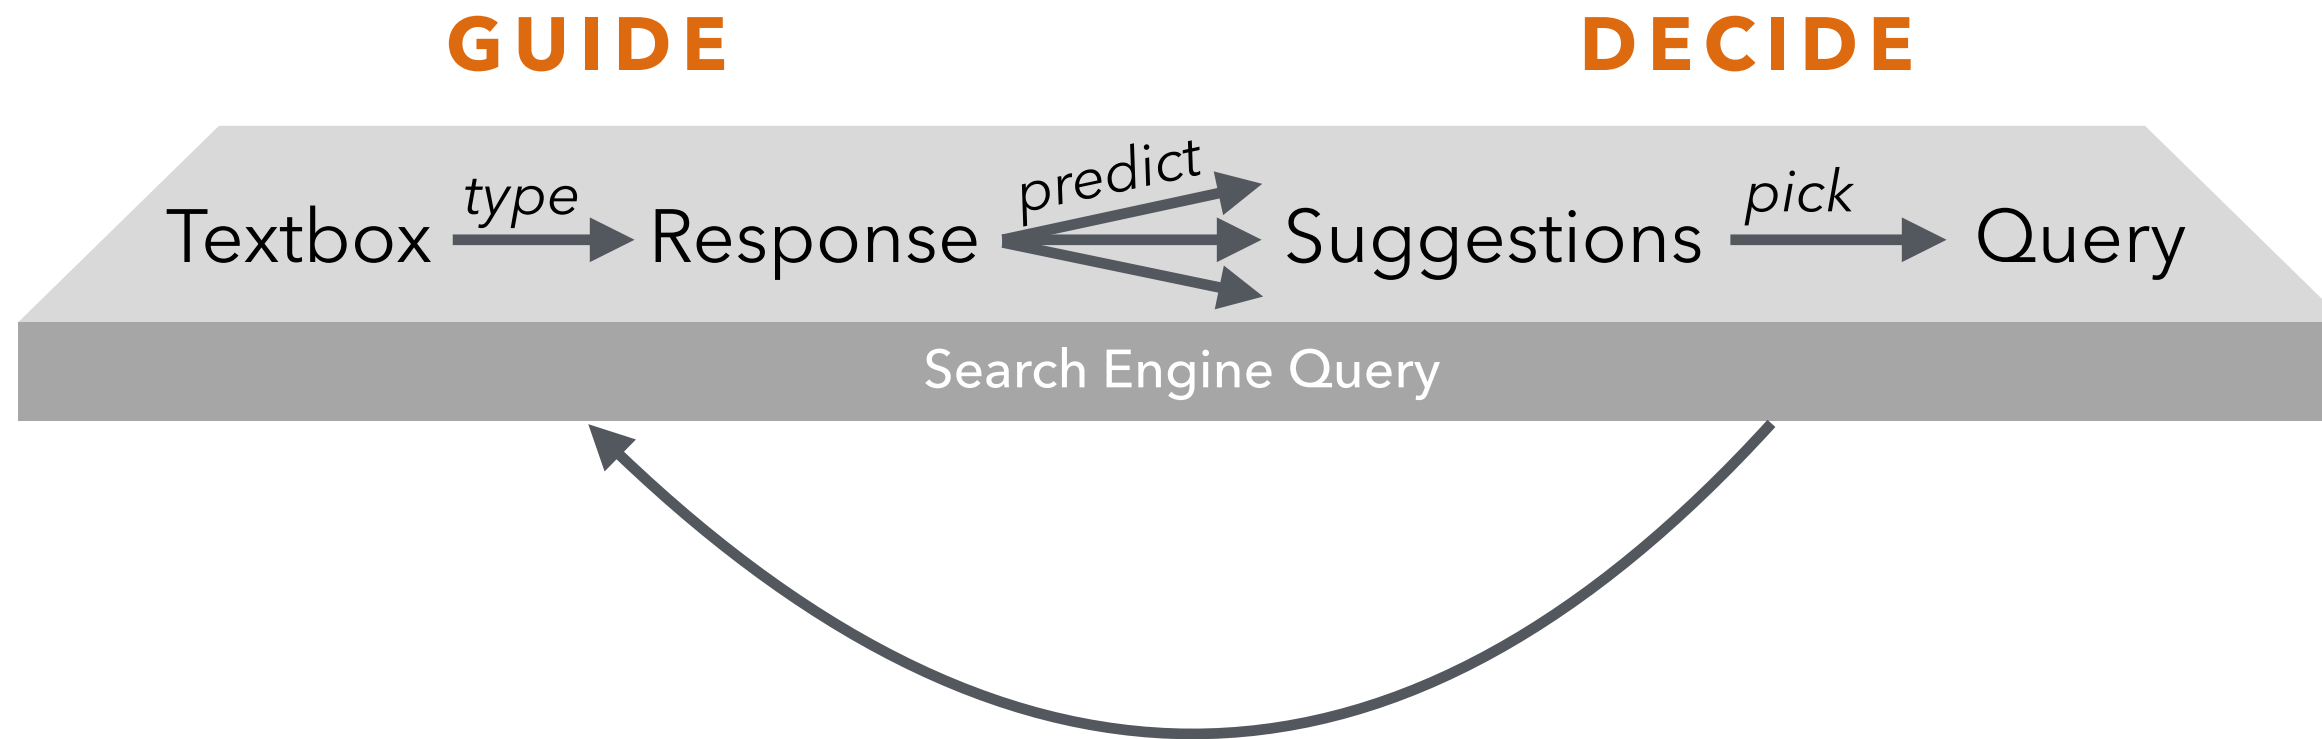 GUIDE DECIDE
type predict pick
Textbox Response Suggestions Query
Search Engine Query